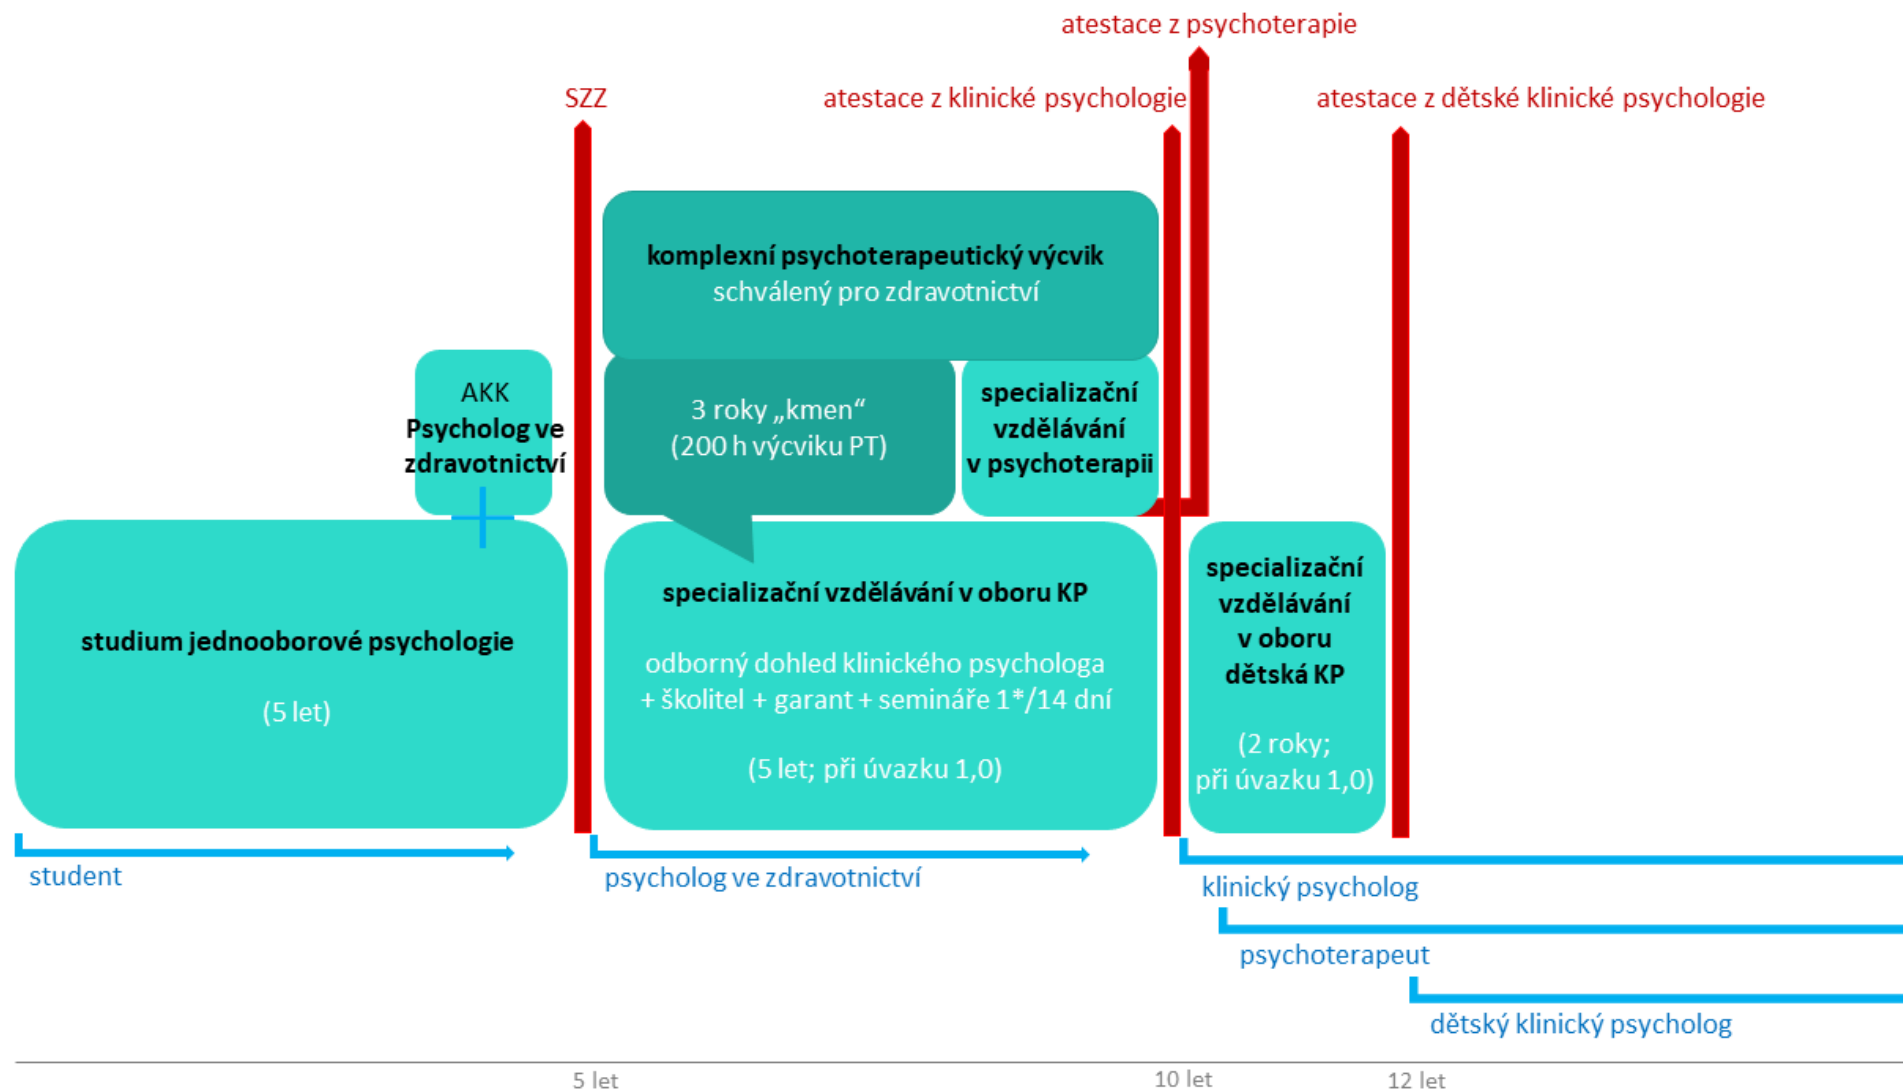 atestace z psychoterapie
SZZ
atestace z klinické psychologie
atestace z dětské klinické psychologie
komplexní psychoterapeutický výcvik
schválený pro zdravotnictví
AKK
Psycholog ve
zdravotnictví
3 roky „kmen“
(200 h výcviku PT)
specializační
vzdělávání
v psychoterapii
studium jednooborové psychologie
(5 let)
specializační vzdělávání v oboru KP
odborný dohled klinického psychologa
+ školitel + garant + semináře 1*/14 dní
(5 let; při úvazku 1,0)
specializační
vzdělávání
v oboru
dětská KP
(2 roky;
při úvazku 1,0)
student
psycholog ve zdravotnictví
klinický psycholog
psychoterapeut
dětský klinický psycholog
5 let
10 let
12 let